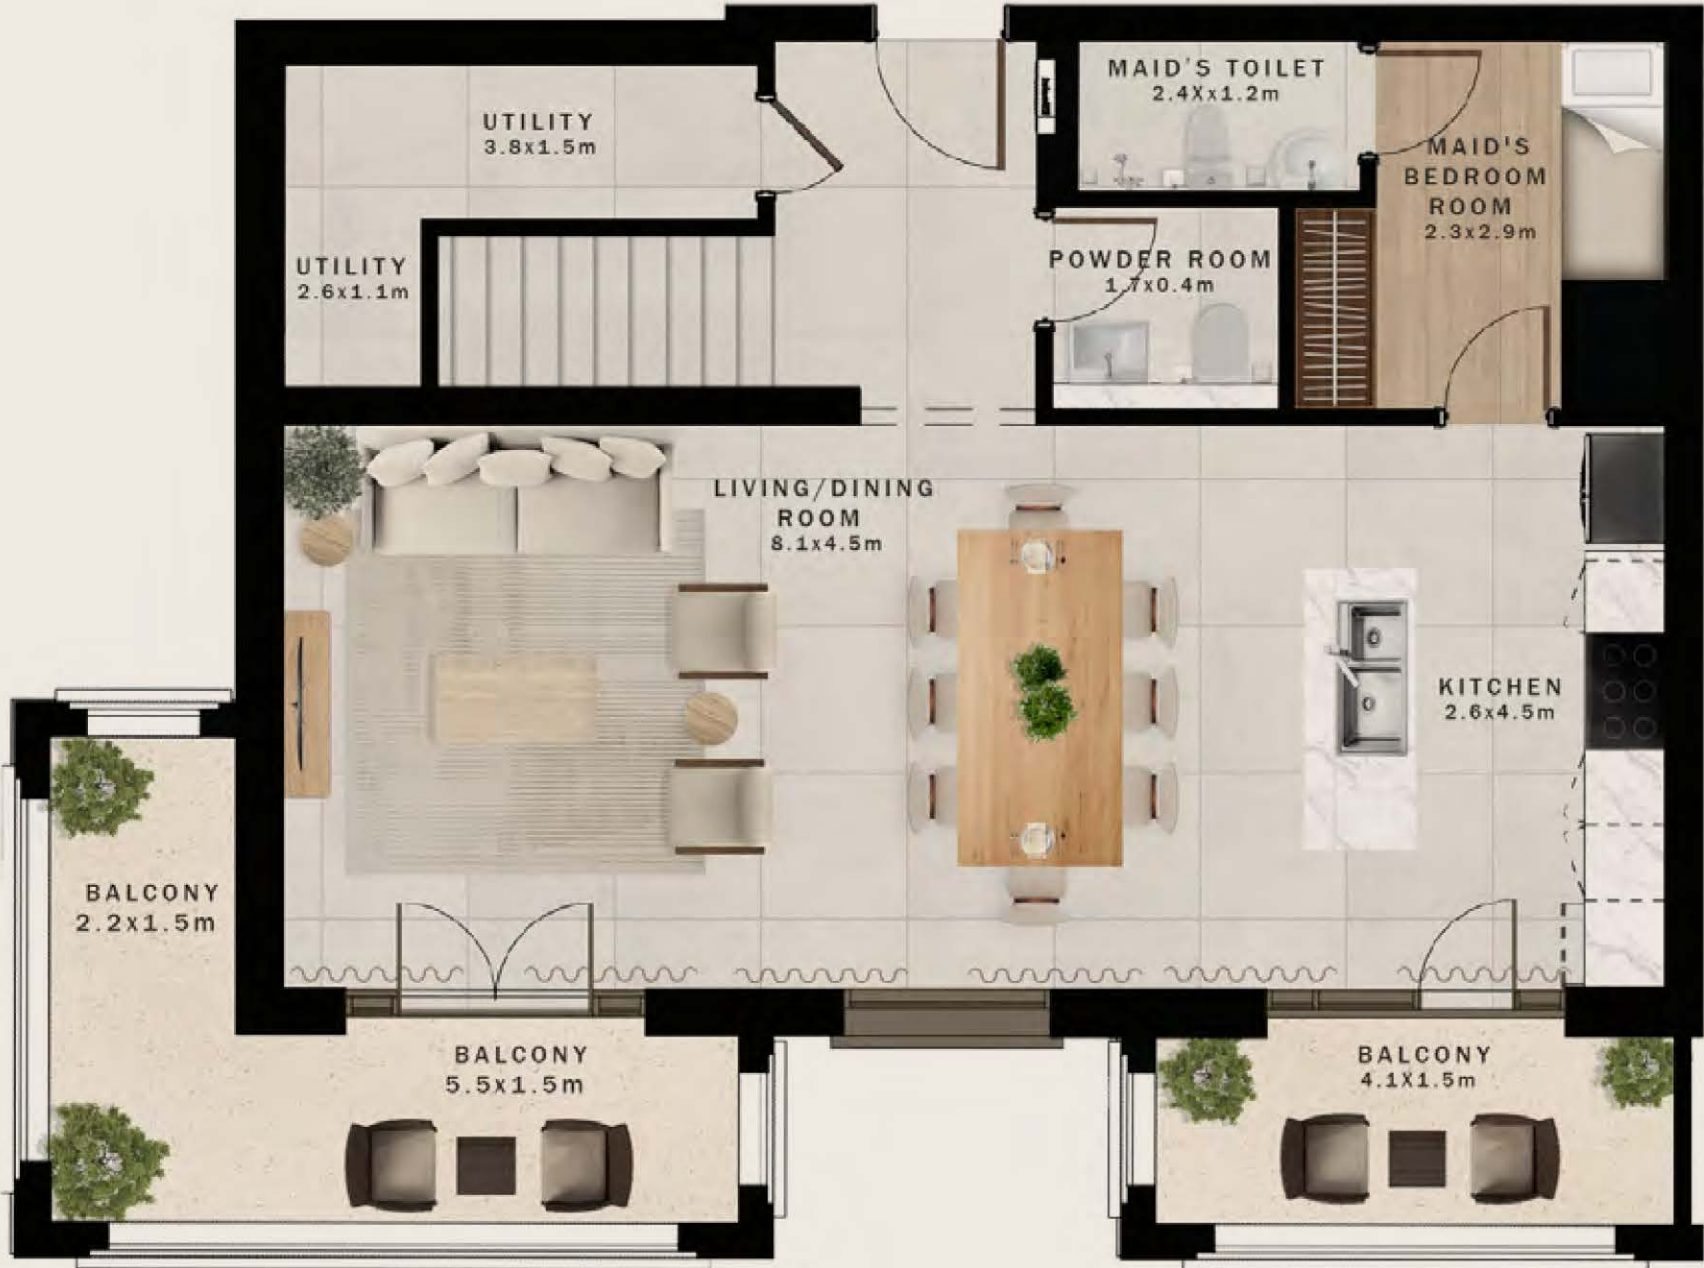 MAID'S TOILET
2.4Xx1.2m
UTILITY
3.8x1.5m
MAID'S
BEDROOM
ROOM
2.3x2.9m
UTILITY
2.6x1.1m
POWDER ROOM
1.7x0.4m
LIVING/DINING
ROOM
8.1x4.5m
KITCHEN
2.6x4.5m
BALCONY
2.2x1.5m
BALCONY
5.5x1.5m
BALCONY
4.1X1.5m